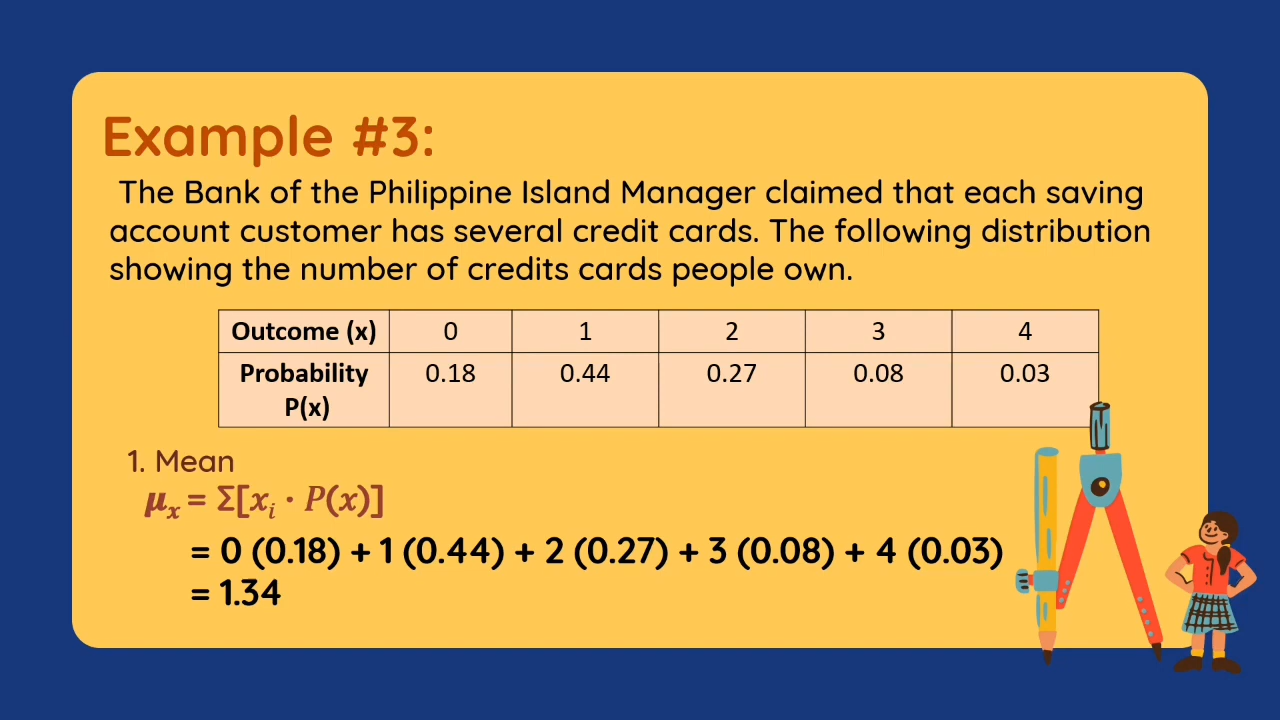 Example #3:
The Bank of the Philippine Island Manager claimed that each saving
account customer has several credit cards. The following distribution
showing the number of credits cards people own.
Outcome (x) 0 1 2 3 4
Probability 0.18 0.44 0.27 0.08 0.03
P(x)
1. Mean
μₓ = Σ[xᵢ · P(x)]
= 0 (0.18) + 1 (0.44) + 2 (0.27) + 3 (0.08) + 4 (0.03)
= 1.34